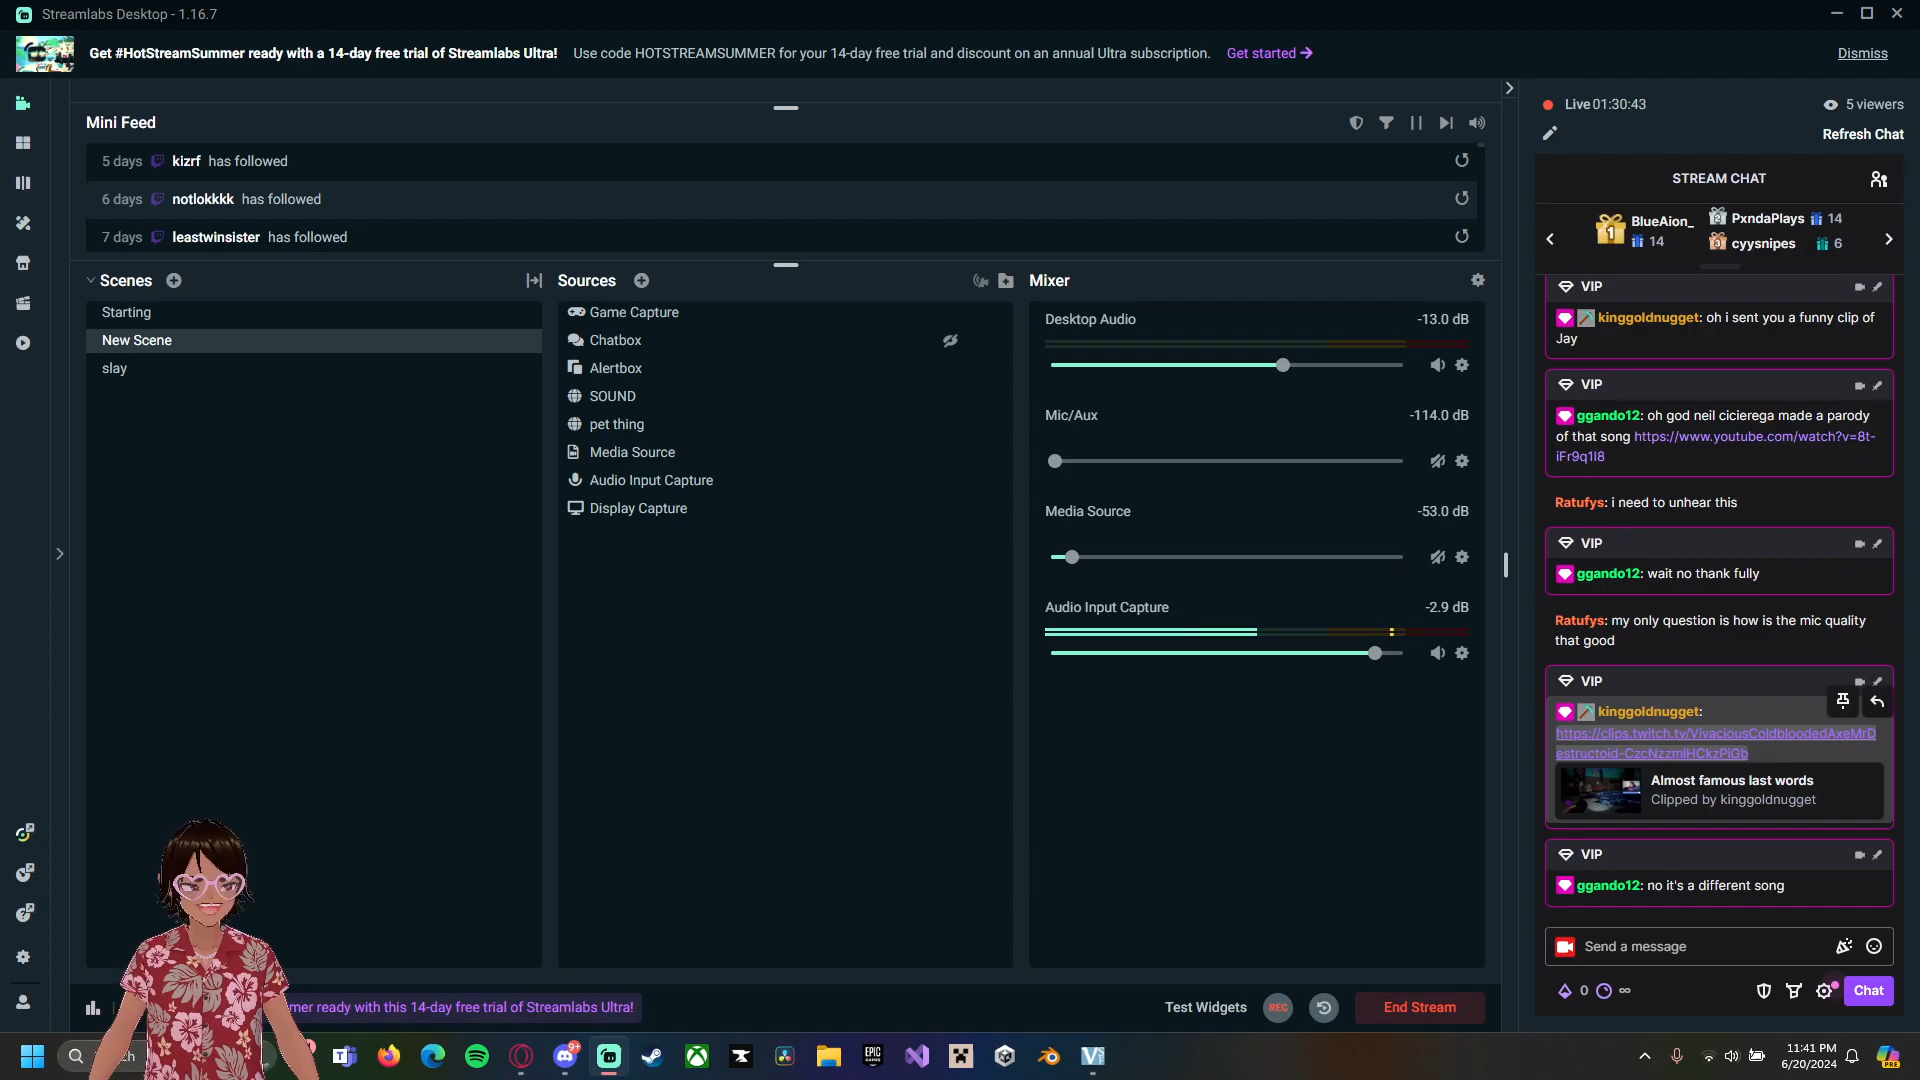 Streamlabs Desktop - 1.16.7
Get #HotStreamSummer ready with a 14-day free trial of Streamlabs Ultra! Use code HOTSTREAMSUMMER for your 14-day free trial and discount on an annual Ultra subscription. Get started
Dismiss
Mini Feed
5 days kizrf has followed
6 days notlokkkk has followed
7 days leastwinsister has followed
Scenes
Starting
New Scene
slay
Sources
Game Capture
Chatbox
Alertbox
SOUND
pet thing
Media Source
Audio Input Capture
Display Capture
Mixer
Desktop Audio -13.0 dB
Mic/Aux -114.0 dB
Media Source -53.0 dB
Audio Input Capture -2.9 dB
Live 01:30:43 5 viewers
Refresh Chat
STREAM CHAT
1 BlueAion_ 14
2 PxndaPlays 14
3 cyysnipes 6
VIP
kinggoldnugget: oh i sent you a funny clip of
Jay
VIP
ggando12: oh god neil cicierega made a parody
of that song https://www.youtube.com/watch?v=8t-
iFr9q1I8
Ratufys: i need to unhear this
VIP
ggando12: wait no thank fully
Ratufys: my only question is how is the mic quality
that good
VIP
kinggoldnugget:
https://clips.twitch.tv/VivaciousColdbloodedAxeMrD
estructoid-CzcNzzmlHCkzPiGb
Almost famous last words
Clipped by kinggoldnugget
VIP
ggando12: no it's a different song
Send a message
0 ∞
Chat
mer ready with this 14-day free trial of Streamlabs Ultra!
Test Widgets REC End Stream
9+
EPIC GAMES
PRE
11:41 PM
6/20/2024